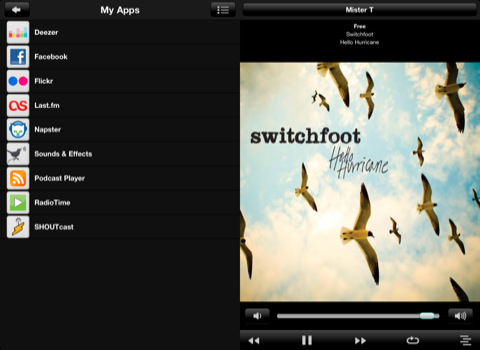 My Apps
Deezer
Facebook
Flickr
Last.fm
Napster
Sounds & Effects
Podcast Player
RadioTime
SHOUTcast
Mister T
Free
Switchfoot
Hello Hurricane
switchfoot
Hello
Hurricane